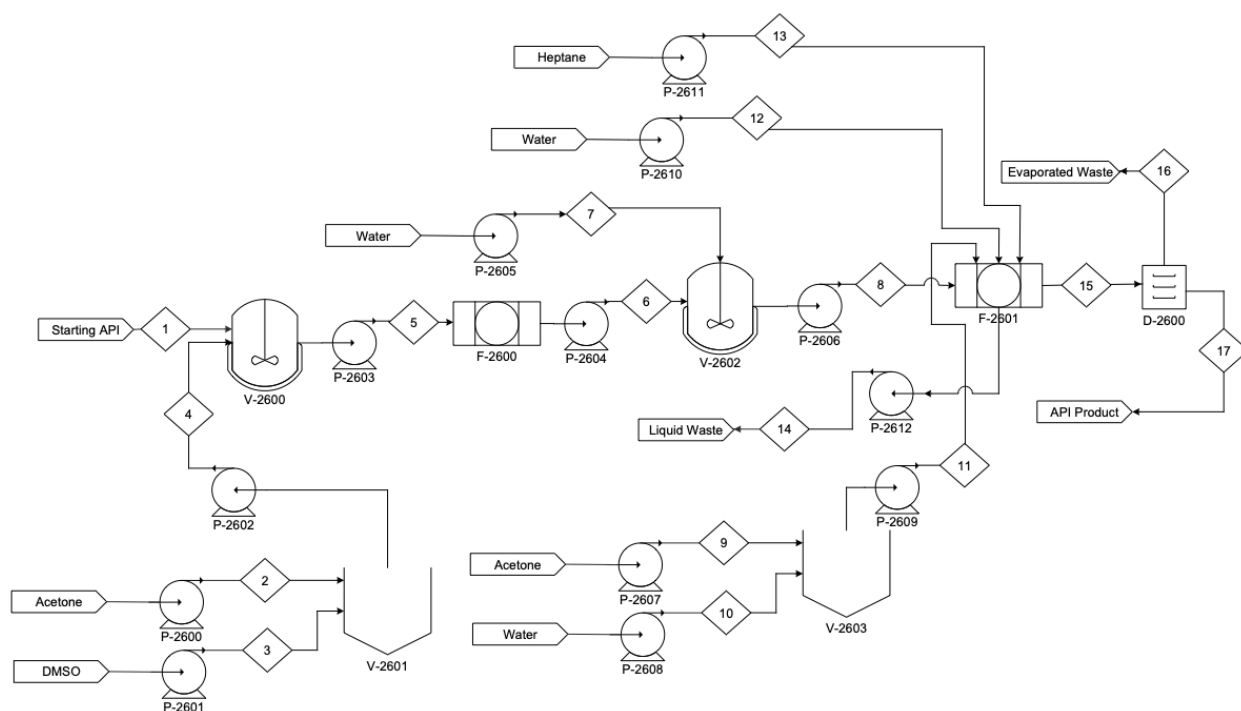 Heptane
P-2611
13
Water
P-2610
12
Evaporated Waste
16
Water
P-2605
7
Starting API
1
V-2600
P-2603
5
F-2600
P-2604
6
V-2602
P-2606
8
F-2601
15
D-2600
17
API Product
4
Liquid Waste
14
P-2612
P-2602
11
P-2609
Acetone
P-2600
2
DMSO
P-2601
3
V-2601
Acetone
P-2607
9
Water
P-2608
10
V-2603